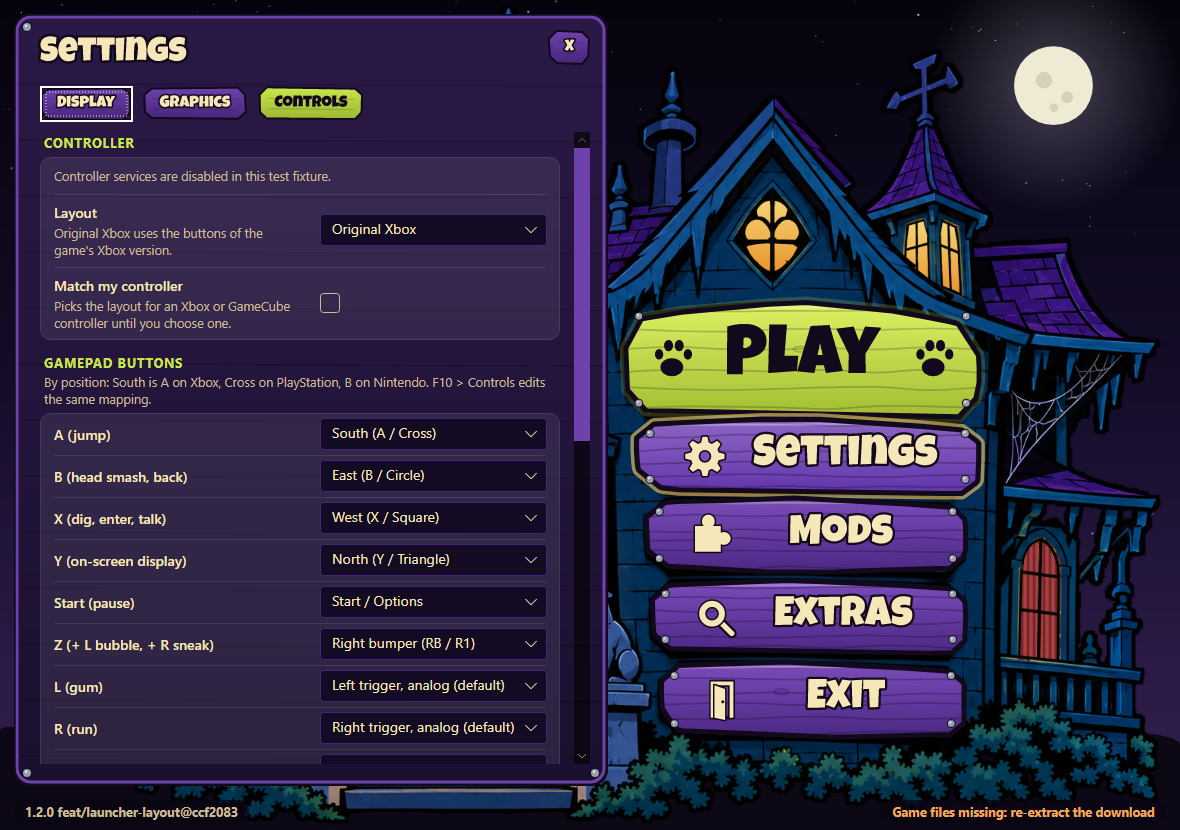 SETTINGS
X
DISPLAY
GRAPHICS
CONTROLS
CONTROLLER
Controller services are disabled in this test fixture.
Layout
Original Xbox uses the buttons of the
game's Xbox version.
Original Xbox
Match my controller
Picks the layout for an Xbox or GameCube
controller until you choose one.
GAMEPAD BUTTONS
By position: South is A on Xbox, Cross on PlayStation, B on Nintendo. F10 > Controls edits
the same mapping.
A (jump)
South (A / Cross)
B (head smash, back)
East (B / Circle)
X (dig, enter, talk)
West (X / Square)
Y (on-screen display)
North (Y / Triangle)
Start (pause)
Start / Options
Z (+ L bubble, + R sneak)
Right bumper (RB / R1)
L (gum)
Left trigger, analog (default)
R (run)
Right trigger, analog (default)
PLAY
SETTINGS
MODS
EXTRAS
EXIT
1.2.0 feat/launcher-layout@ccf2083
Game files missing: re-extract the download